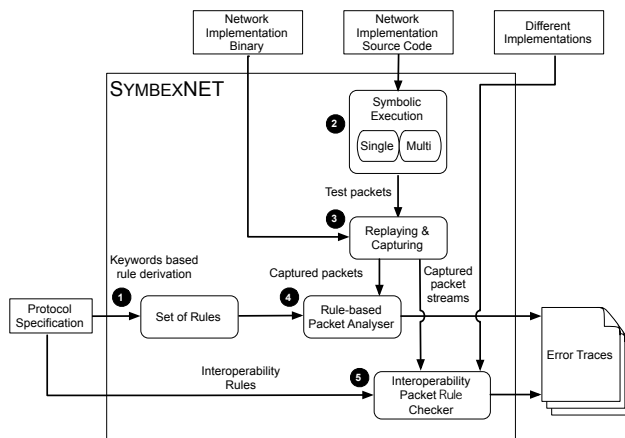 Network
Implementation
Binary
Network
Implementation
Source Code
Different
Implementations
SYMBEXNET
Symbolic
Execution
2
Single
Multi
Test packets
3
Replaying &
Capturing
Keywords based
rule derivation
Captured packets
Captured
packet
streams
1
4
Protocol
Specification
Set of Rules
Rule-based
Packet Analyser
Error Traces
Interoperability
Rules
5
Interoperability
Packet Rule
Checker